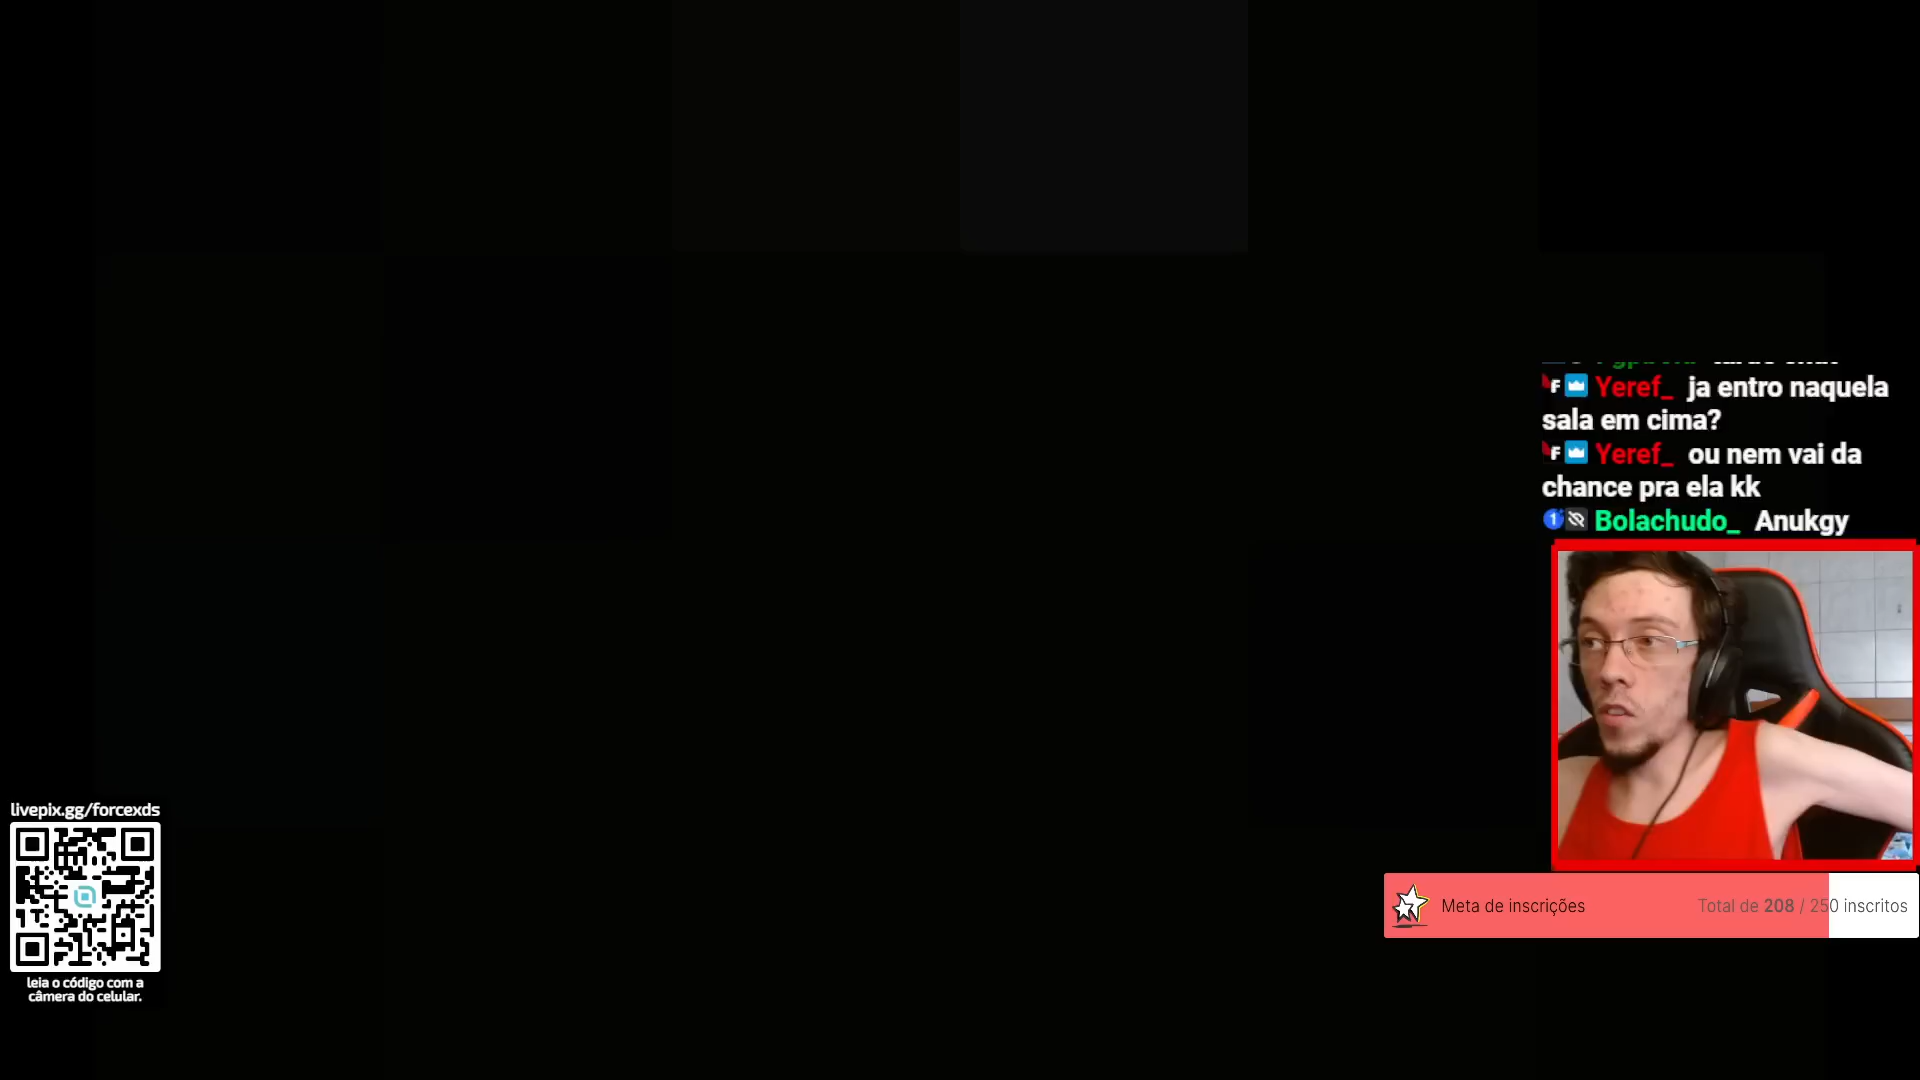 Yeref_ ja entro naquela
sala em cima?
Yeref_ ou nem vai da
chance pra ela kk
Bolachudo_ Anukgy
livepix.gg/forcexds
leia o código com a
câmera do celular.
Meta de inscrições
Total de 208 / 250 inscritos